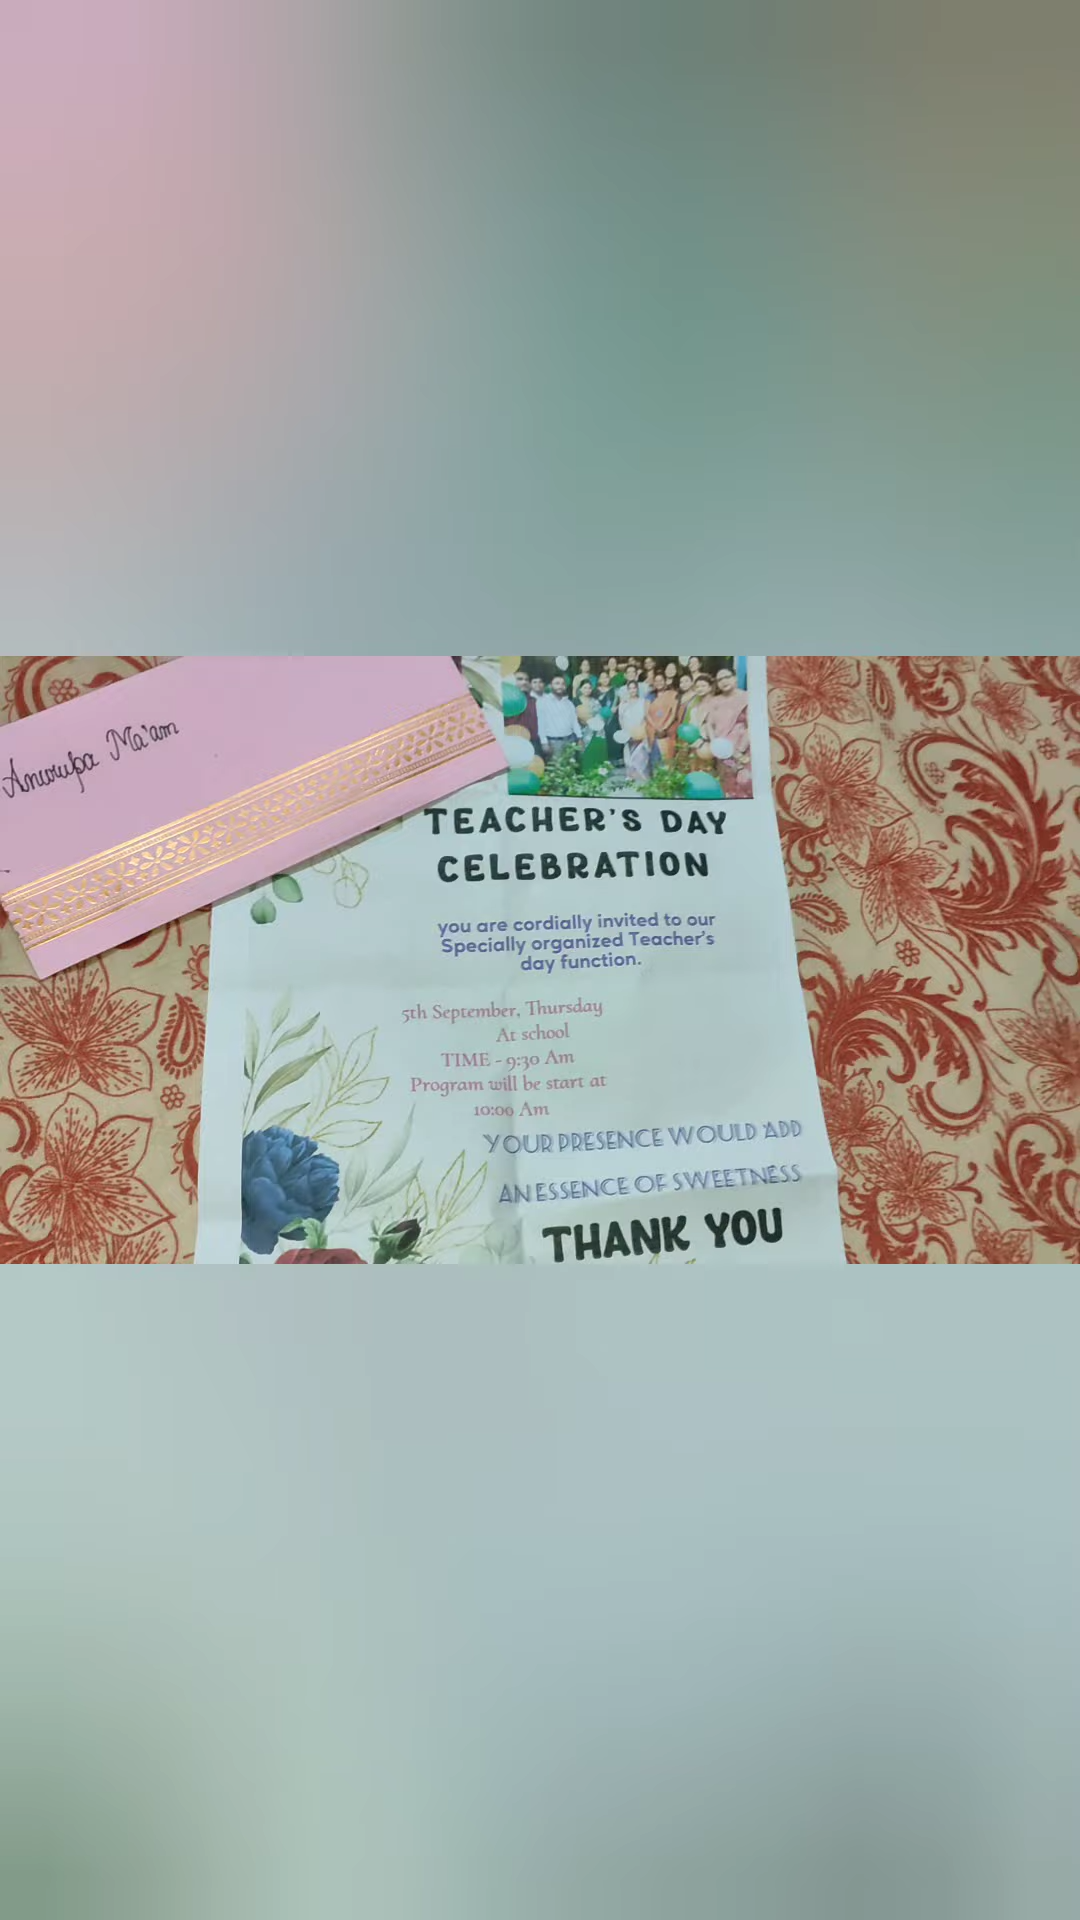 Anurupa Ma'am
TEACHER'S DAY
CELEBRATION
you are cordially invited to our
Specially organized Teacher's
day function.
5th September, Thursday
At school
TIME - 9:30 Am
Program will be start at
10:00 Am
YOUR PRESENCE WOULD ADD
AN ESSENCE OF SWEETNESS
THANK YOU